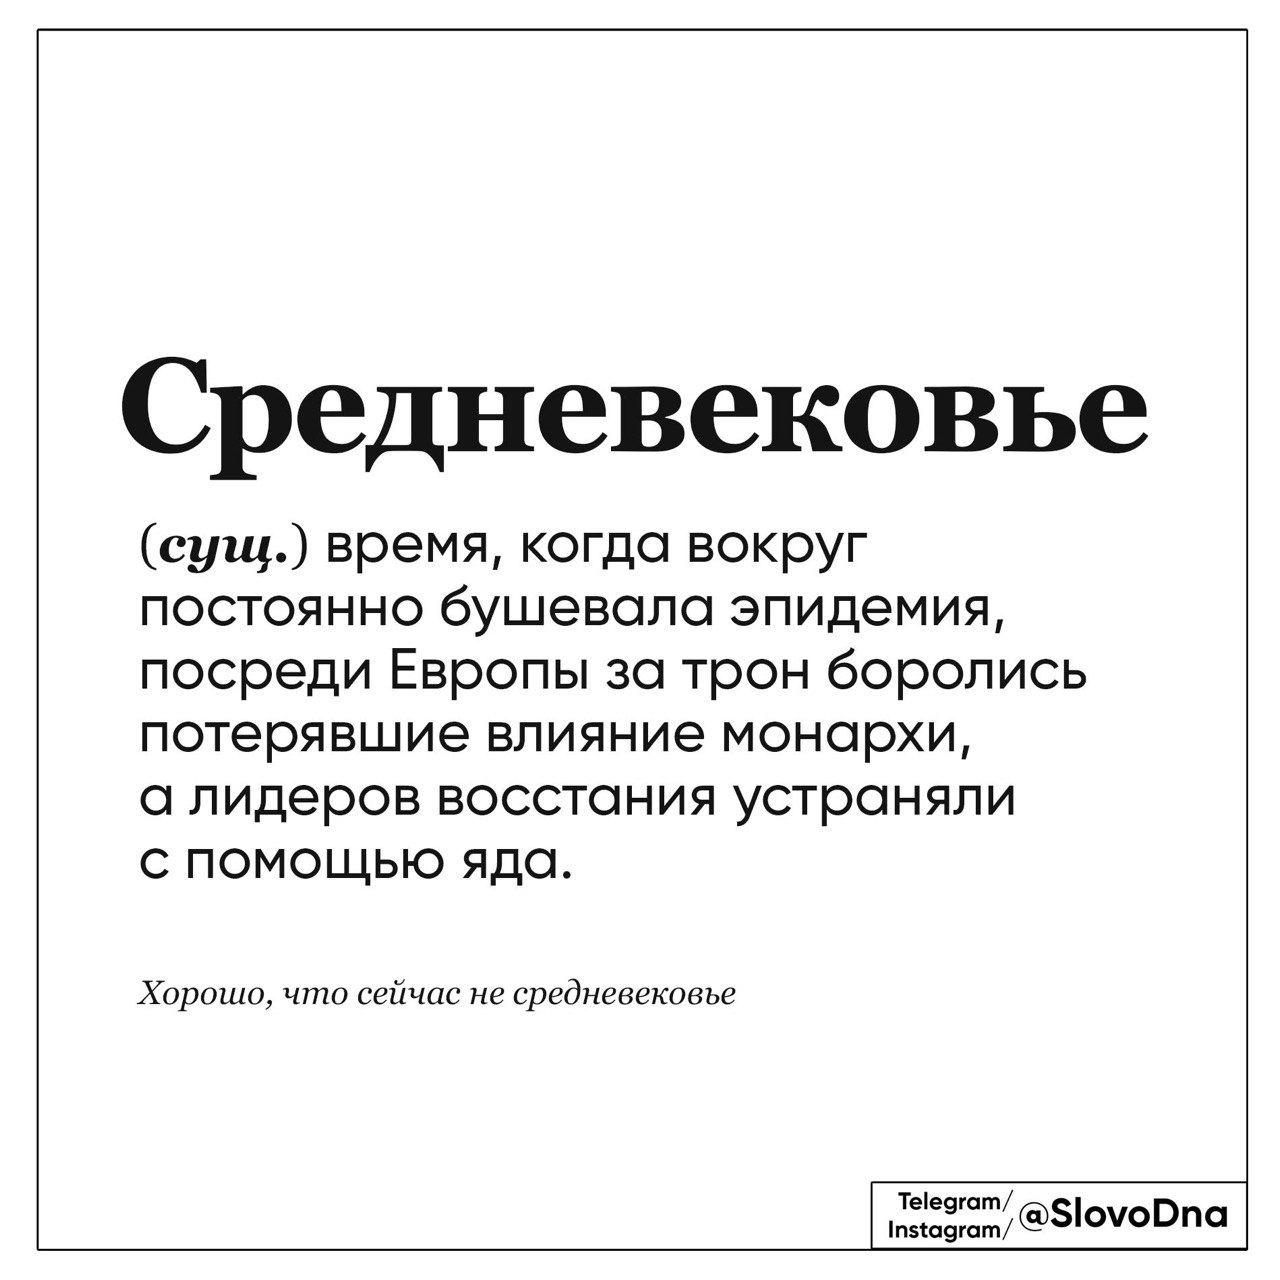 Средневековье
(сущ.) время, когда вокруг
постоянно бушевала эпидемия,
посреди Европы за трон боролись
потерявшие влияние монархи,
а лидеров восстания устраняли
с помощью яда.
Хорошо, что сейчас не средневековье
Telegram/
Instagram/
@SlovoDna